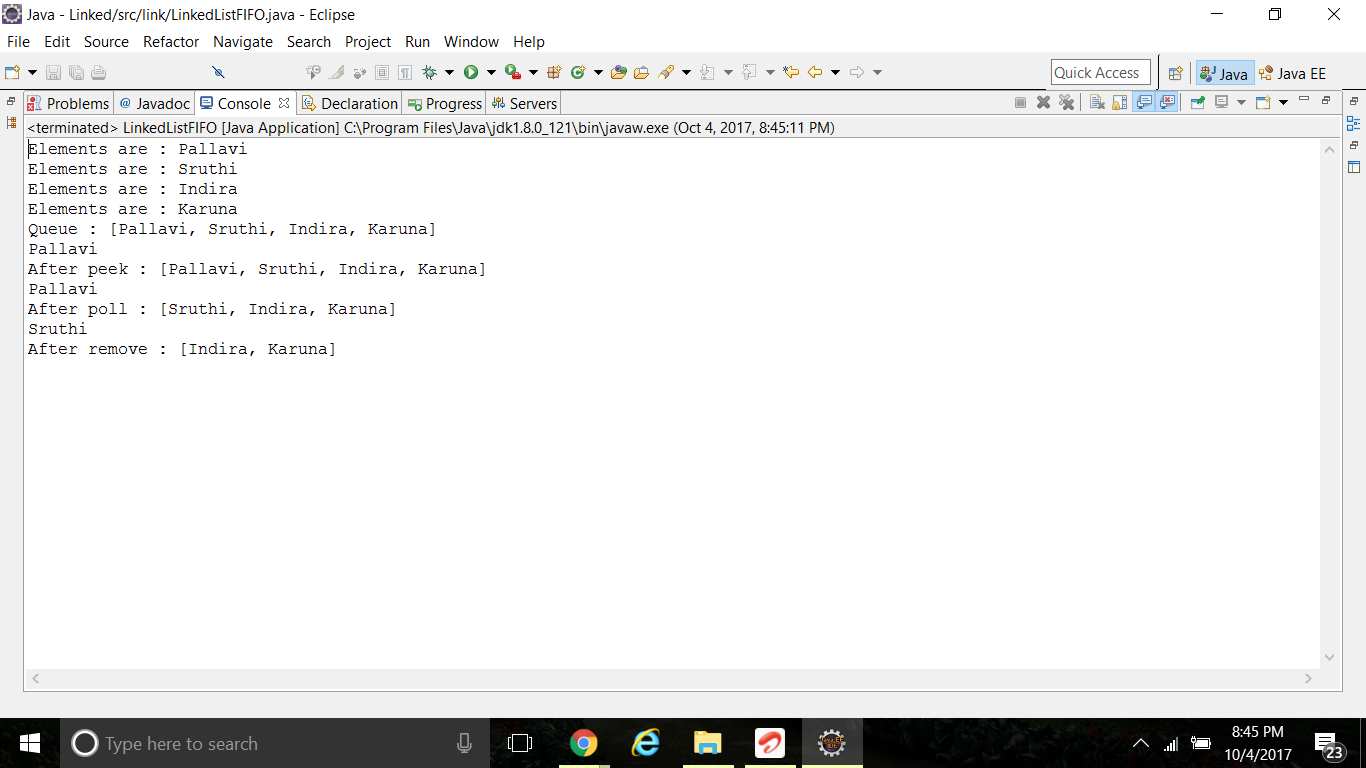 Java - Linked/src/link/LinkedListFIFO.java - Eclipse
File Edit Source Refactor Navigate Search Project Run Window Help
Quick Access Java Java EE
Problems @ Javadoc Console Declaration Progress Servers
<terminated> LinkedListFIFO [Java Application] C:\Program Files\Java\jdk1.8.0_121\bin\javaw.exe (Oct 4, 2017, 8:45:11 PM)
Elements are : Pallavi
Elements are : Sruthi
Elements are : Indira
Elements are : Karuna
Queue : [Pallavi, Sruthi, Indira, Karuna]
Pallavi
After peek : [Pallavi, Sruthi, Indira, Karuna]
Pallavi
After poll : [Sruthi, Indira, Karuna]
Sruthi
After remove : [Indira, Karuna]
Type here to search
8:45 PM
10/4/2017
23